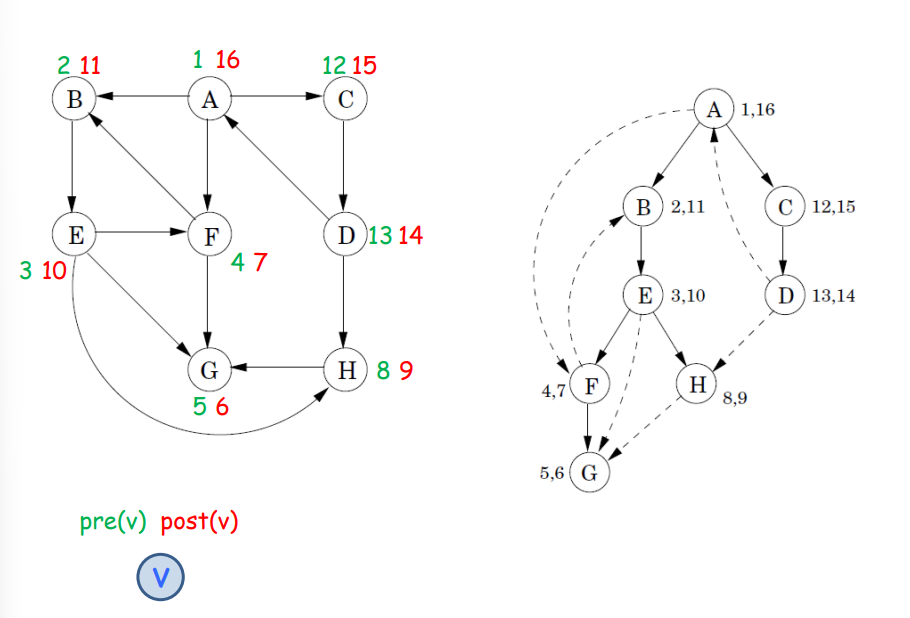 2 11
1 16
12 15
B
A
C
A
1,16
B
2,11
C
12,15
E
F
D
13 14
3 10
4 7
E
3,10
D
13,14
G
H
8 9
5 6
4,7
F
H
8,9
5,6
G
pre(v) post(v)
V